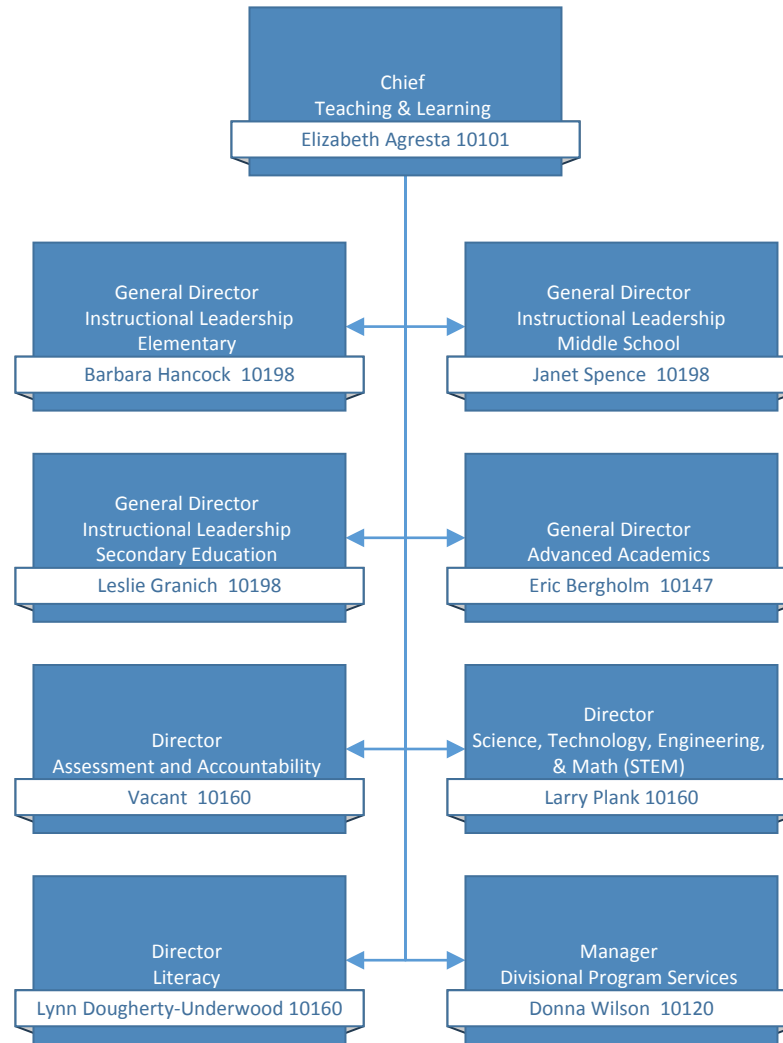 Chief
Teaching & Learning
Elizabeth Agresta 10101
General Director
Instructional Leadership
Elementary
Barbara Hancock  10198
General Director
Instructional Leadership
Middle School
Janet Spence  10198
General Director
Instructional Leadership
Secondary Education
Leslie Granich  10198
General Director
Advanced Academics
Eric Bergholm  10147
Director
Assessment and Accountability
Vacant  10160
Director
Science, Technology, Engineering,
& Math (STEM)
Larry Plank 10160
Director
Literacy
Lynn Dougherty-Underwood 10160
Manager
Divisional Program Services
Donna Wilson  10120